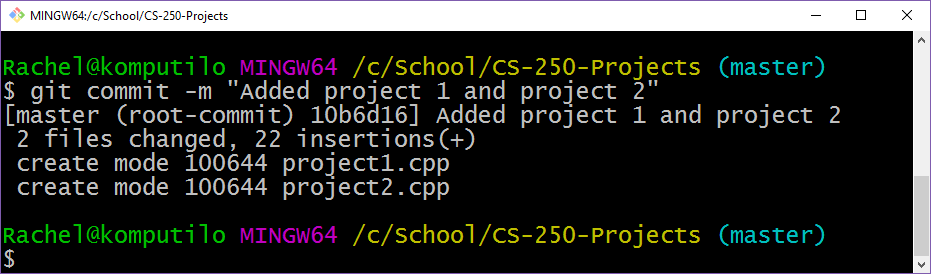 MINGW64:/c/School/CS-250-Projects
Rachel@komputilo MINGW64 /c/School/CS-250-Projects (master)
$ git commit -m "Added project 1 and project 2"
[master (root-commit) 10b6d16] Added project 1 and project 2
 2 files changed, 22 insertions(+)
 create mode 100644 project1.cpp
 create mode 100644 project2.cpp
Rachel@komputilo MINGW64 /c/School/CS-250-Projects (master)
$